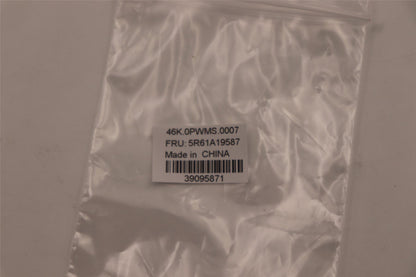 46K.0PWMS.0007
FRU: 5R61A19587
Made in CHINA
39095871